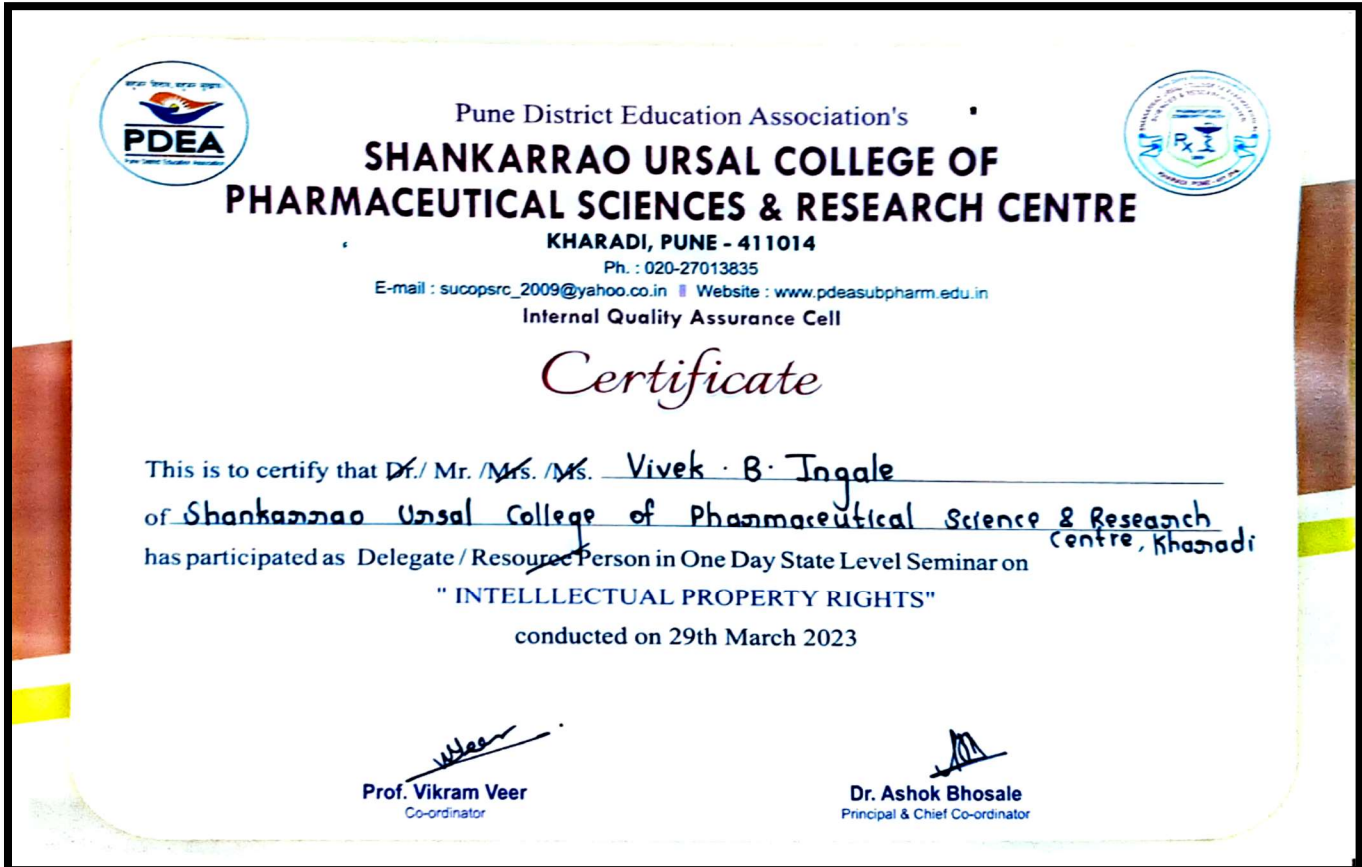 PDEA
Pune District Education Association
Pune District Education Association's
SHANKARRAO URSAL COLLEGE OF
PHARMACEUTICAL SCIENCES & RESEARCH CENTRE
KHARADI, PUNE - 411014
Ph. : 020-27013835
E-mail : sucopsrc_2009@yahoo.co.in Website : www.pdeasubpharm.edu.in
Internal Quality Assurance Cell
Certificate
This is to certify that Dr./ Mr. /Mrs. /Ms. Vivek . B. Ingale
of Shankarrao Ursal College of Pharmaceutical Science & Research
Centre, Kharadi
has participated as Delegate / Resource Person in One Day State Level Seminar on
" INTELLLECTUAL PROPERTY RIGHTS"
conducted on 29th March 2023
Prof. Vikram Veer
Co-ordinator
Dr. Ashok Bhosale
Principal & Chief Co-ordinator